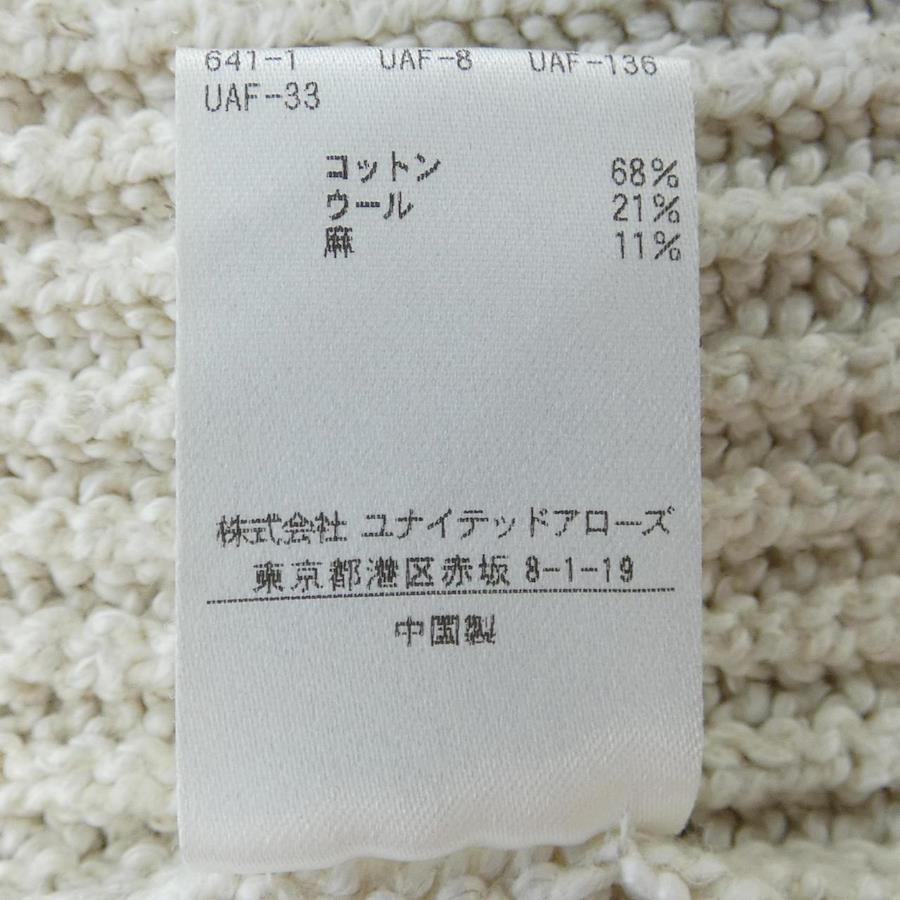 641-1 UAF-8 UAF-136
UAF-33
コットン 68%
ウール 21%
麻 11%
株式会社 ユナイテッドアローズ
東京都港区赤坂 8-1-19
中国製